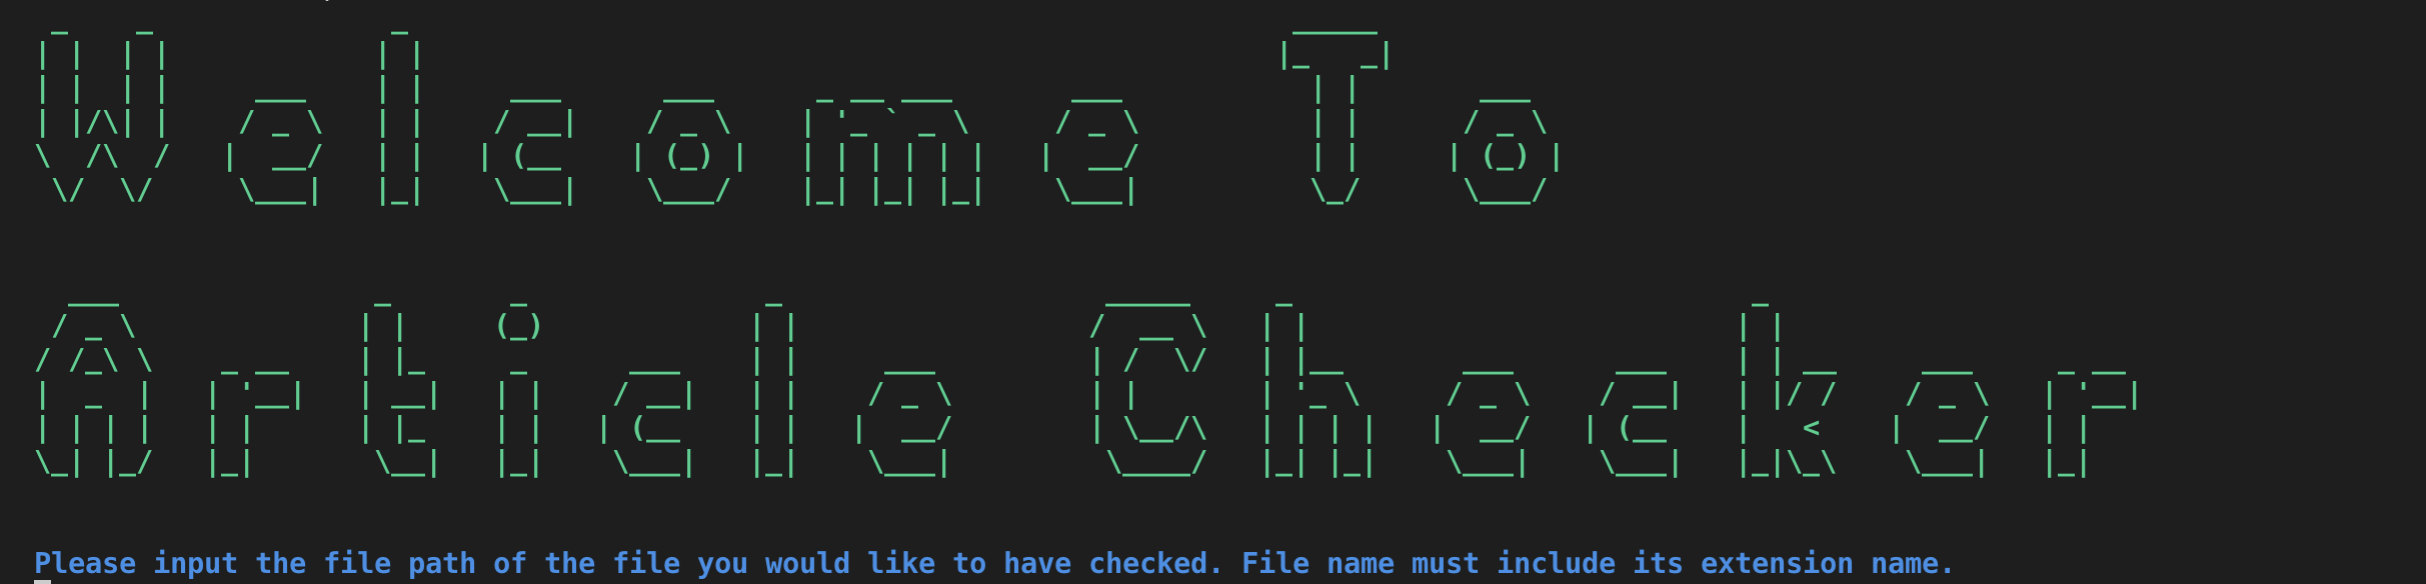 Welcome To
Article Checker
Please input the file path of the file you would like to have checked. File name must include its extension name.